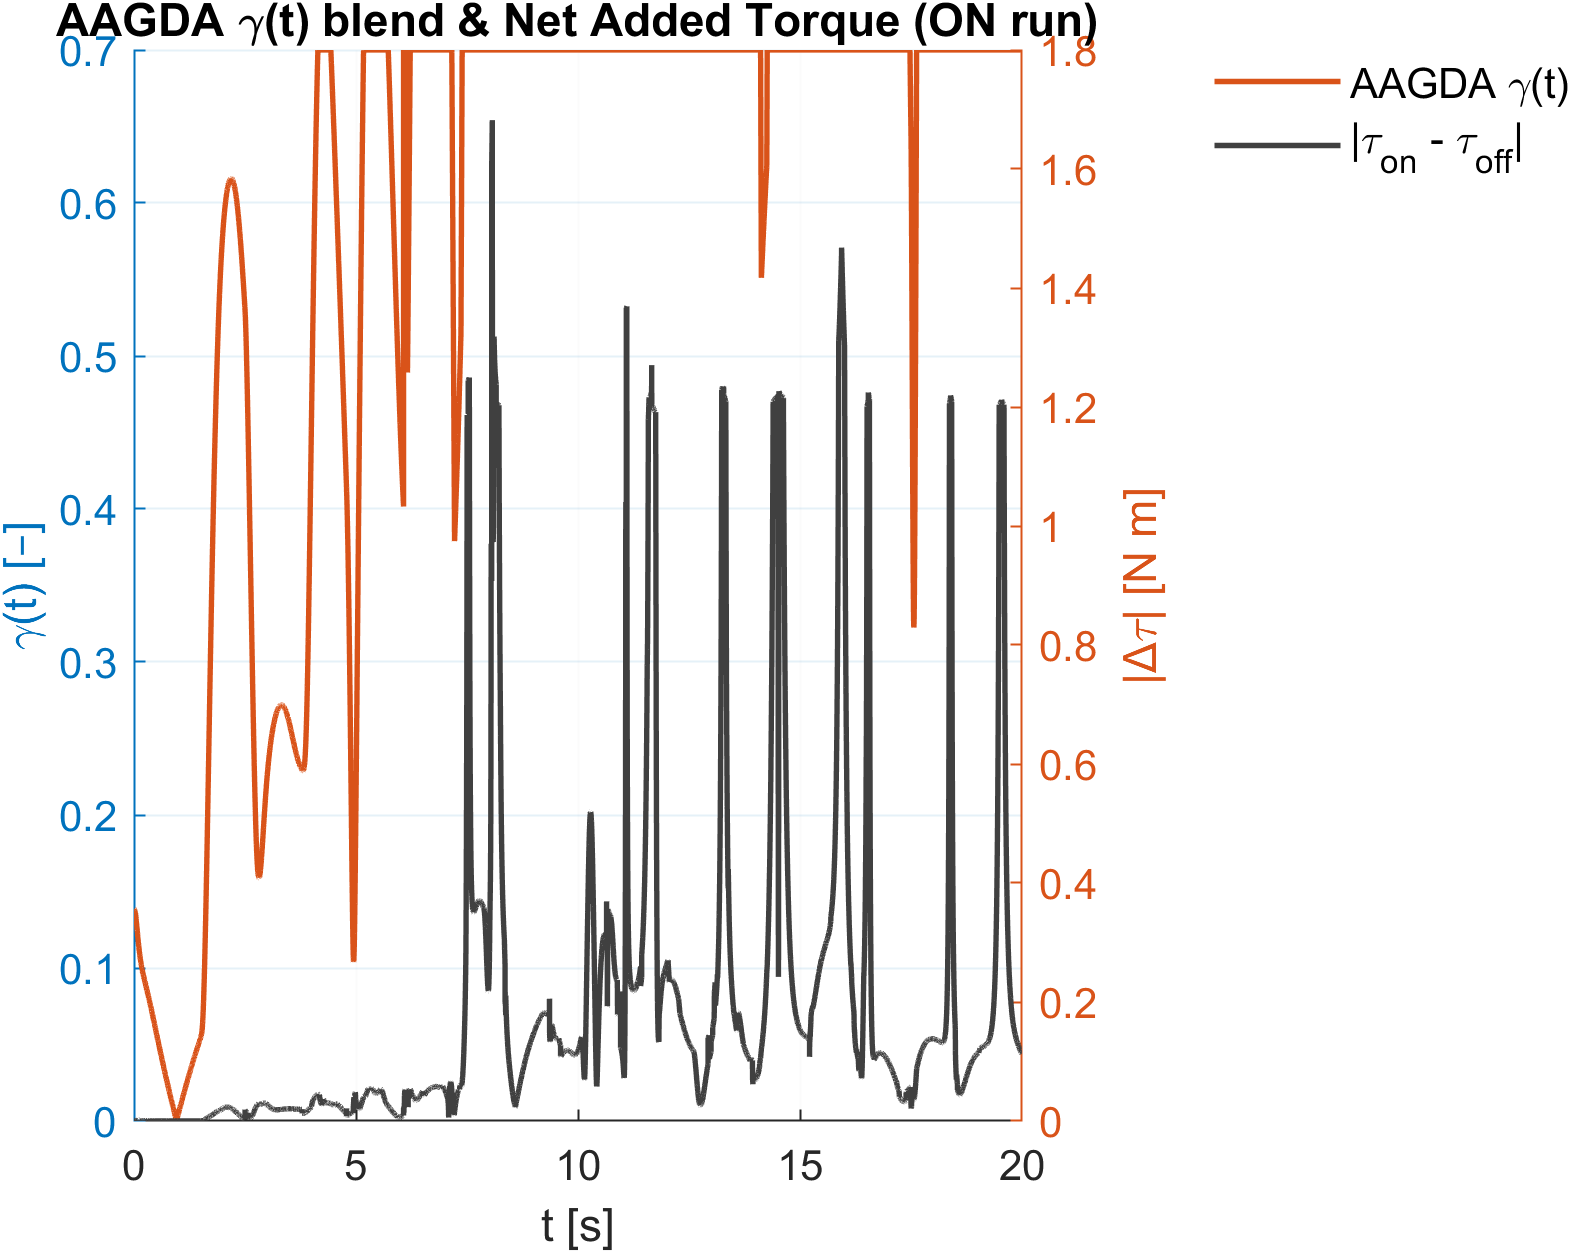 AAGDA γ(t) blend & Net Added Torque (ON run)
AAGDA γ(t)
|τon - τoff|
γ(t) [−]
0.7
0.6
0.5
0.4
0.3
0.2
0.1
0
|Δτ| [N m]
1.8
1.6
1.4
1.2
1
0.8
0.6
0.4
0.2
0
0 5 10 15 20
t [s]